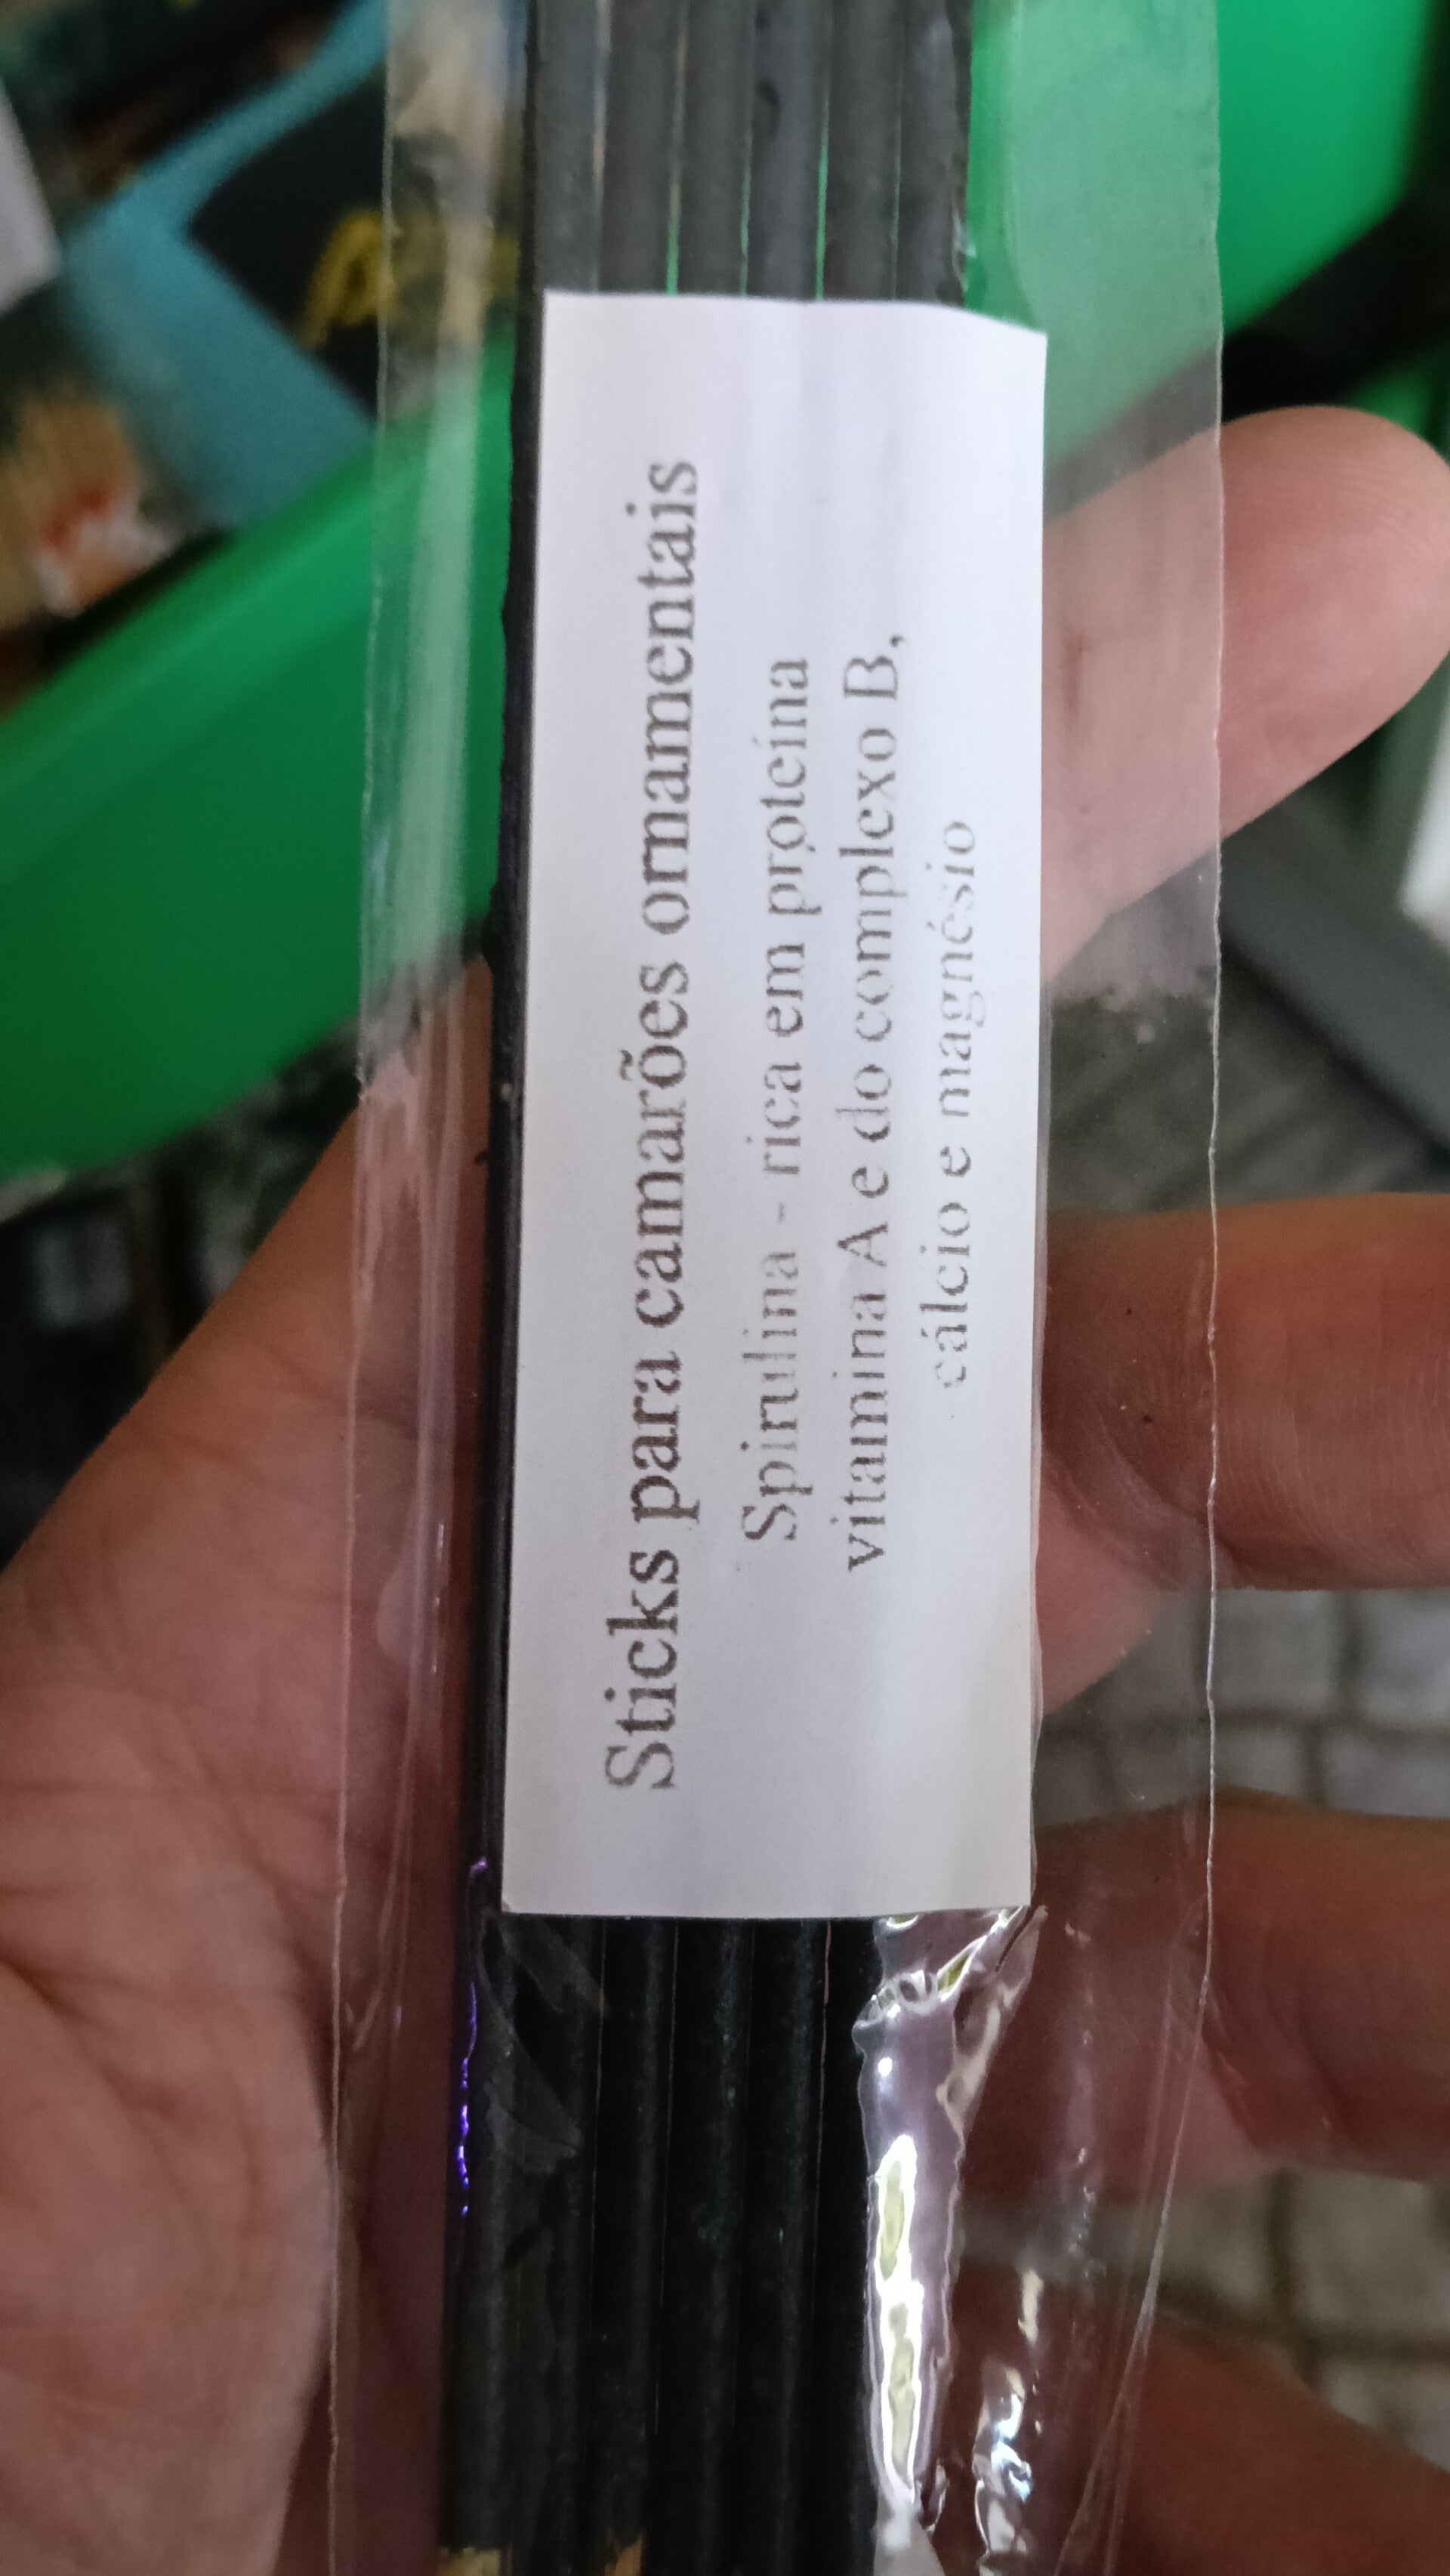 Sticks para camarões ornamentais
Spirulina - rica em proteína
vitamina A e do complexo B,
cálcio e magnésio